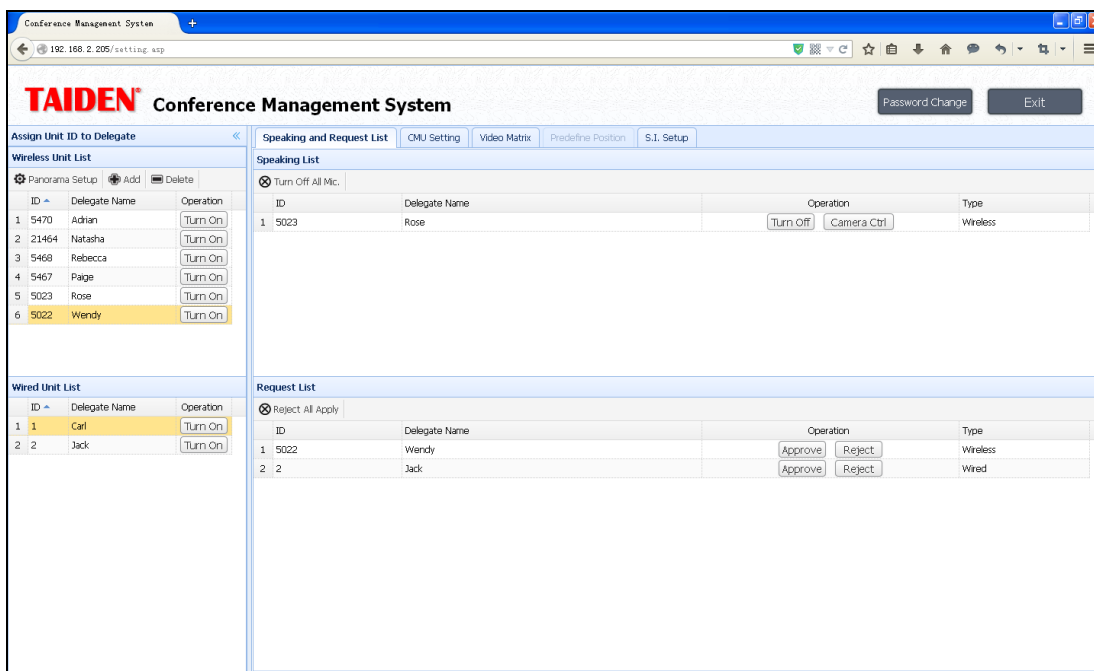 Conference Management System
192.168.2.205/setting.asp
TAIDEN® Conference Management System
Password Change
Exit
Assign Unit ID to Delegate
Wireless Unit List
Panorama Setup Add Delete
ID Delegate Name Operation
1 5470 Adrian Turn On
2 21464 Natasha Turn On
3 5468 Rebecca Turn On
4 5467 Paige Turn On
5 5023 Rose Turn On
6 5022 Wendy Turn On
Wired Unit List
ID Delegate Name Operation
1 1 Carl Turn On
2 2 Jack Turn On
Speaking and Request List CMU Setting Video Matrix Predefine Position S.I. Setup
Speaking List
Turn Off All Mic.
ID Delegate Name Operation Type
1 5023 Rose Turn Off Camera Ctrl Wireless
Request List
Reject All Apply
ID Delegate Name Operation Type
1 5022 Wendy Approve Reject Wireless
2 2 Jack Approve Reject Wired